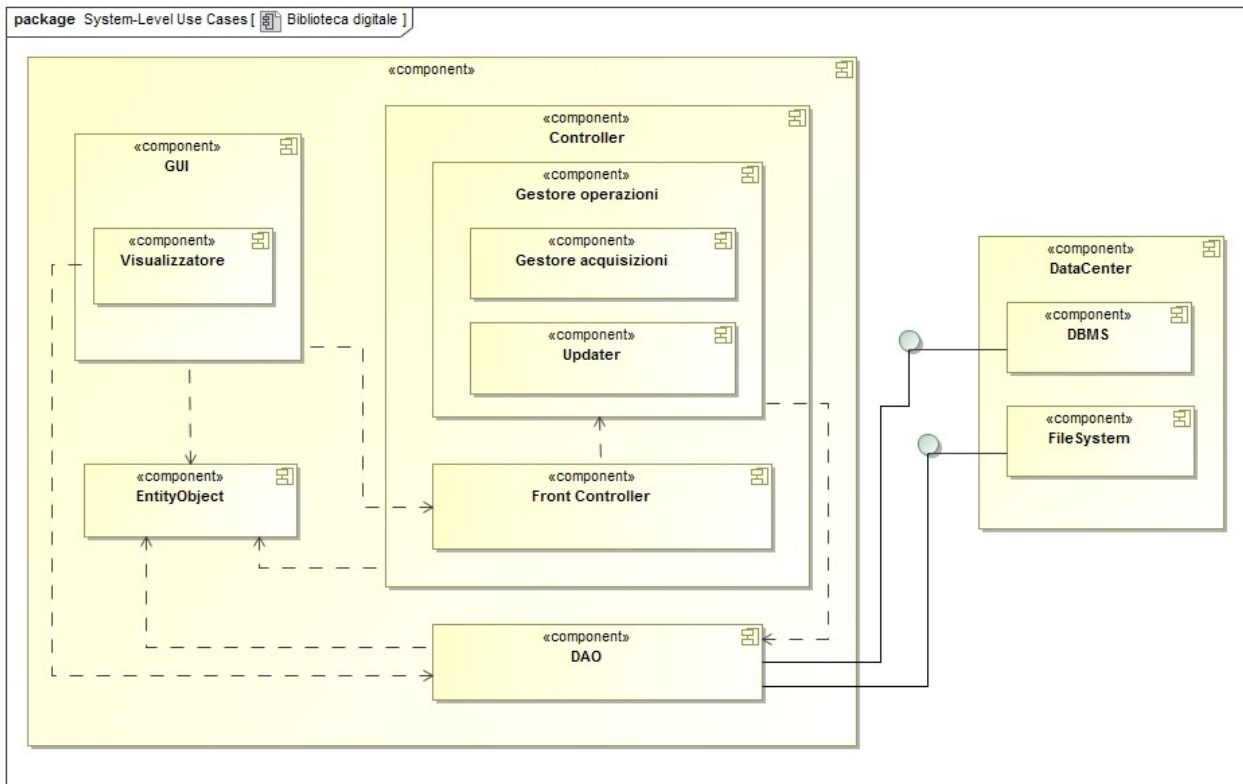 package System-Level Use Cases [ Biblioteca digitale ]
«component»
«component»
GUI
«component»
Visualizzatore
«component»
EntityObject
«component»
Controller
«component»
Gestore operazioni
«component»
Gestore acquisizioni
«component»
Updater
«component»
Front Controller
«component»
DAO
«component»
DataCenter
«component»
DBMS
«component»
FileSystem